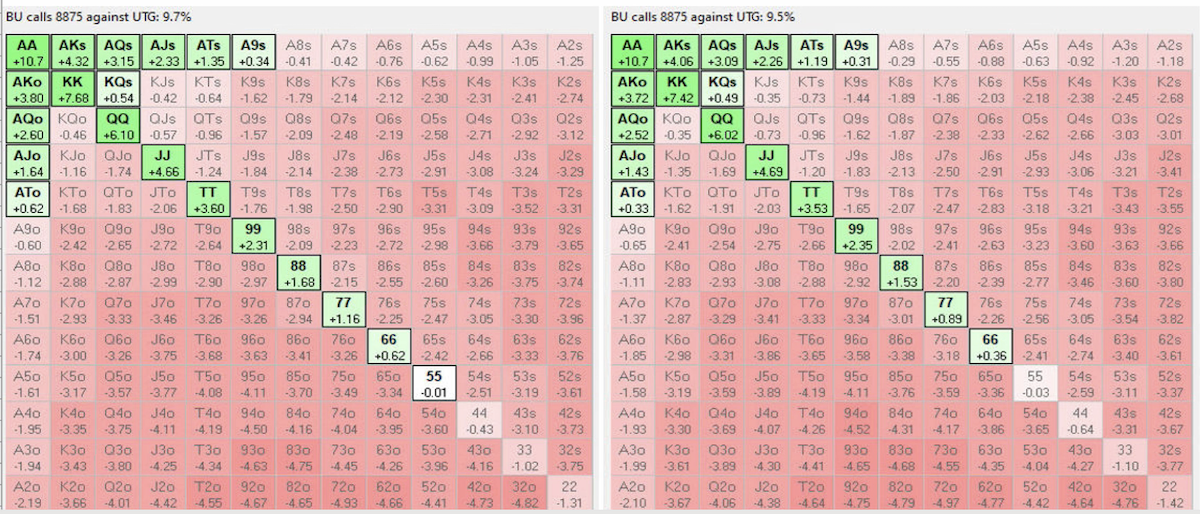 BU calls 8875 against UTG: 9.7%
AA AKs AQs AJs ATs A9s A8s A7s A6s A5s A4s A3s A2s
+10.7 +4.32 +3.15 +2.33 +1.35 +0.34 -0.41 -0.42 -0.76 -0.62 -0.99 -1.05 -1.25
AKo KK KQs KJs KTs K9s K8s K7s K6s K5s K4s K3s K2s
+3.80 +7.68 +0.54 -0.42 -0.64 -1.62 -1.79 -2.14 -2.12 -2.30 -2.31 -2.41 -2.74
AQo KQo QQ QJs QTs Q9s Q8s Q7s Q6s Q5s Q4s Q3s Q2s
+2.60 -0.46 +6.10 -0.57 -0.96 -1.57 -2.09 -2.48 -2.19 -2.58 -2.71 -2.92 -3.12
AJo KJo QJo JJ JTs J9s J8s J7s J6s J5s J4s J3s J2s
+1.64 -1.16 -1.74 +4.66 -1.24 -1.84 -2.14 -2.38 -2.73 -2.91 -3.08 -3.24 -3.29
ATo KTo QTo JTo TT T9s T8s T7s T6s T5s T4s T3s T2s
+0.62 -1.68 -1.83 -2.06 +3.60 -1.76 -1.98 -2.50 -2.90 -3.31 -3.09 -3.52 -3.31
A9o K9o Q9o J9o T9o 99 98s 97s 96s 95s 94s 93s 92s
-0.60 -2.42 -2.65 -2.72 -2.64 +2.31 -2.09 -2.23 -2.72 -2.98 -3.66 -3.79 -3.65
A8o K8o Q8o J8o T8o 98o 88 87s 86s 85s 84s 83s 82s
-1.12 -2.88 -2.87 -2.99 -2.90 -2.97 +1.68 -2.15 -2.55 -2.60 -3.26 -3.75 -3.74
A7o K7o Q7o J7o T7o 97o 87o 77 76s 75s 74s 73s 72s
-1.51 -2.93 -3.33 -3.46 -3.26 -3.26 -2.94 +1.16 -2.25 -2.47 -3.05 -3.30 -3.96
A6o K6o Q6o J6o T6o 96o 86o 76o 66 65s 64s 63s 62s
-1.74 -3.00 -3.26 -3.75 -3.68 -3.63 -3.41 -3.26 +0.62 -2.42 -2.66 -3.33 -3.76
A5o K5o Q5o J5o T5o 95o 85o 75o 65o 55 54s 53s 52s
-1.61 -3.17 -3.57 -3.77 -4.08 -4.11 -3.70 -3.49 -3.34 -0.01 -2.51 -3.19 -3.61
A4o K4o Q4o J4o T4o 94o 84o 74o 64o 54o 44 43s 42s
-1.95 -3.35 -3.75 -4.11 -4.19 -4.50 -4.16 -4.04 -3.95 -3.60 -0.43 -3.10 -3.73
A3o K3o Q3o J3o T3o 93o 83o 73o 63o 53o 43o 33 32s
-1.94 -3.43 -3.80 -4.25 -4.34 -4.63 -4.75 -4.45 -4.26 -3.96 -4.16 -1.02 -3.75
A2o K2o Q2o J2o T2o 92o 82o 72o 62o 52o 42o 32o 22
-2.19 -3.66 -4.01 -4.42 -4.55 -4.67 -4.65 -4.93 -4.66 -4.41 -4.73 -4.82 -1.31
BU calls 8875 against UTG: 9.5%
AA AKs AQs AJs ATs A9s A8s A7s A6s A5s A4s A3s A2s
+10.7 +4.06 +3.09 +2.26 +1.19 +0.31 -0.29 -0.55 -0.88 -0.63 -0.92 -1.20 -1.18
AKo KK KQs KJs KTs K9s K8s K7s K6s K5s K4s K3s K2s
+3.72 +7.42 +0.49 -0.35 -0.73 -1.44 -1.89 -1.86 -2.03 -2.18 -2.38 -2.45 -2.68
AQo KQo QQ QJs QTs Q9s Q8s Q7s Q6s Q5s Q4s Q3s Q2s
+2.52 -0.35 +6.02 -0.73 -0.96 -1.62 -1.87 -2.38 -2.33 -2.62 -2.66 -3.03 -3.01
AJo KJo QJo JJ JTs J9s J8s J7s J6s J5s J4s J3s J2s
+1.43 -1.35 -1.69 +4.69 -1.20 -1.83 -2.13 -2.50 -2.91 -2.93 -3.06 -3.21 -3.41
ATo KTo QTo JTo TT T9s T8s T7s T6s T5s T4s T3s T2s
+0.33 -1.62 -1.91 -2.03 +3.53 -1.65 -2.07 -2.47 -2.83 -3.18 -3.21 -3.43 -3.55
A9o K9o Q9o J9o T9o 99 98s 97s 96s 95s 94s 93s 92s
-0.65 -2.41 -2.54 -2.75 -2.66 +2.35 -2.02 -2.41 -2.63 -3.23 -3.60 -3.63 -3.66
A8o K8o Q8o J8o T8o 98o 88 87s 86s 85s 84s 83s 82s
-1.11 -2.83 -2.93 -3.08 -2.88 -2.92 +1.53 -2.20 -2.39 -2.77 -3.46 -3.60 -3.80
A7o K7o Q7o J7o T7o 97o 87o 77 76s 75s 74s 73s 72s
-1.37 -2.87 -3.29 -3.41 -3.33 -3.34 -3.01 +0.89 -2.26 -2.76 -3.05 -3.54 -3.82
A6o K6o Q6o J6o T6o 96o 86o 76o 66 65s 64s 63s 62s
-1.85 -2.98 -3.31 -3.86 -3.65 -3.58 -3.38 -3.18 +0.36 -2.41 -2.74 -3.40 -3.61
A5o K5o Q5o J5o T5o 95o 85o 75o 65o 55 54s 53s 52s
-1.58 -3.19 -3.59 -3.89 -4.19 -4.11 -3.76 -3.59 -3.36 -0.03 -2.59 -3.11 -3.37
A4o K4o Q4o J4o T4o 94o 84o 74o 64o 54o 44 43s 42s
-1.93 -3.30 -3.69 -4.07 -4.26 -4.52 -4.31 -4.17 -3.86 -3.65 -0.64 -3.31 -3.67
A3o K3o Q3o J3o T3o 93o 83o 73o 63o 53o 43o 33 32s
-1.99 -3.61 -3.89 -4.30 -4.41 -4.65 -4.68 -4.55 -4.35 -4.04 -4.27 -1.10 -3.77
A2o K2o Q2o J2o T2o 92o 82o 72o 62o 52o 42o 32o 22
-2.10 -3.67 -4.06 -4.38 -4.64 -4.75 -4.79 -4.97 -4.77 -4.42 -4.64 -4.76 -1.42